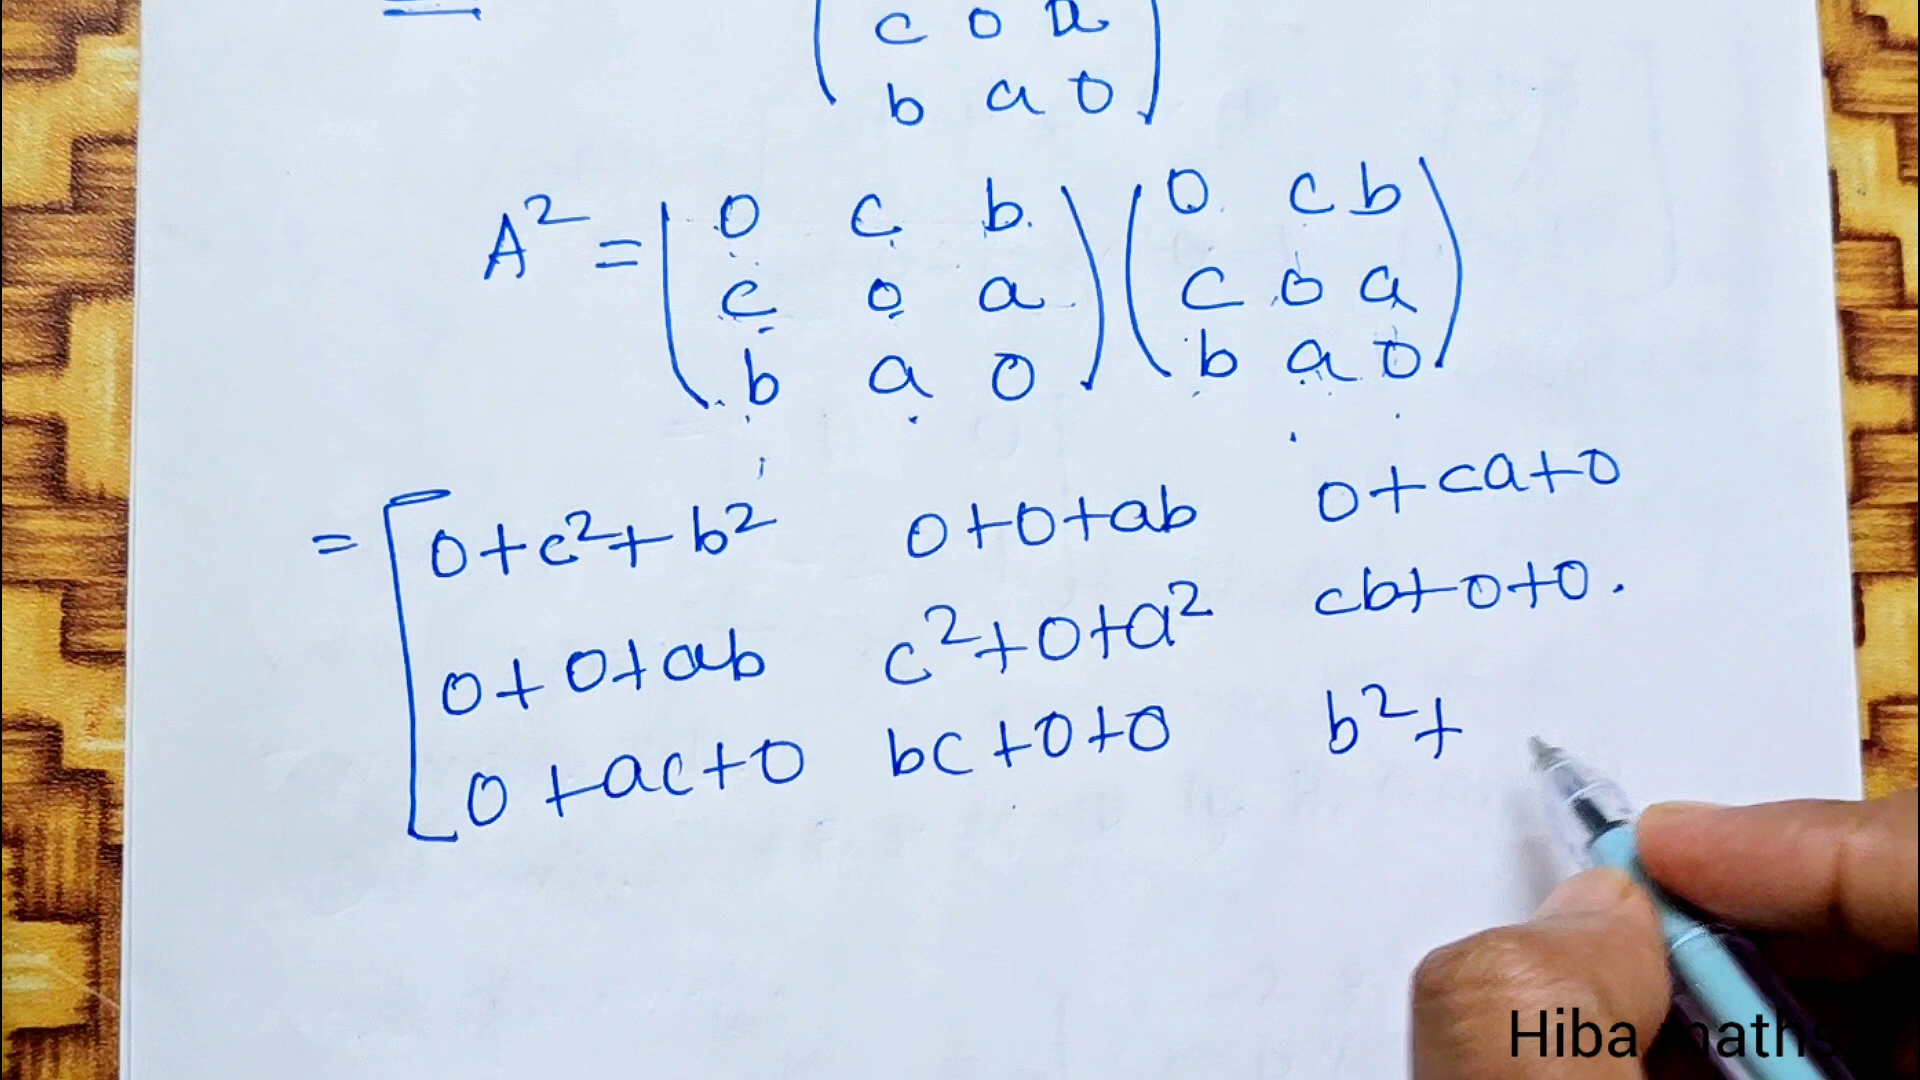 c 0 a
b a 0
A² = ( 0 c b ) ( 0 c b )
c 0 a c 0 a
b a 0 b a 0
= [ 0+c²+b² 0+0+ab 0+ca+0
0+0+ab c²+0+a² cb+0+0.
0+ac+0 bc+0+0 b²+
Hiba maths